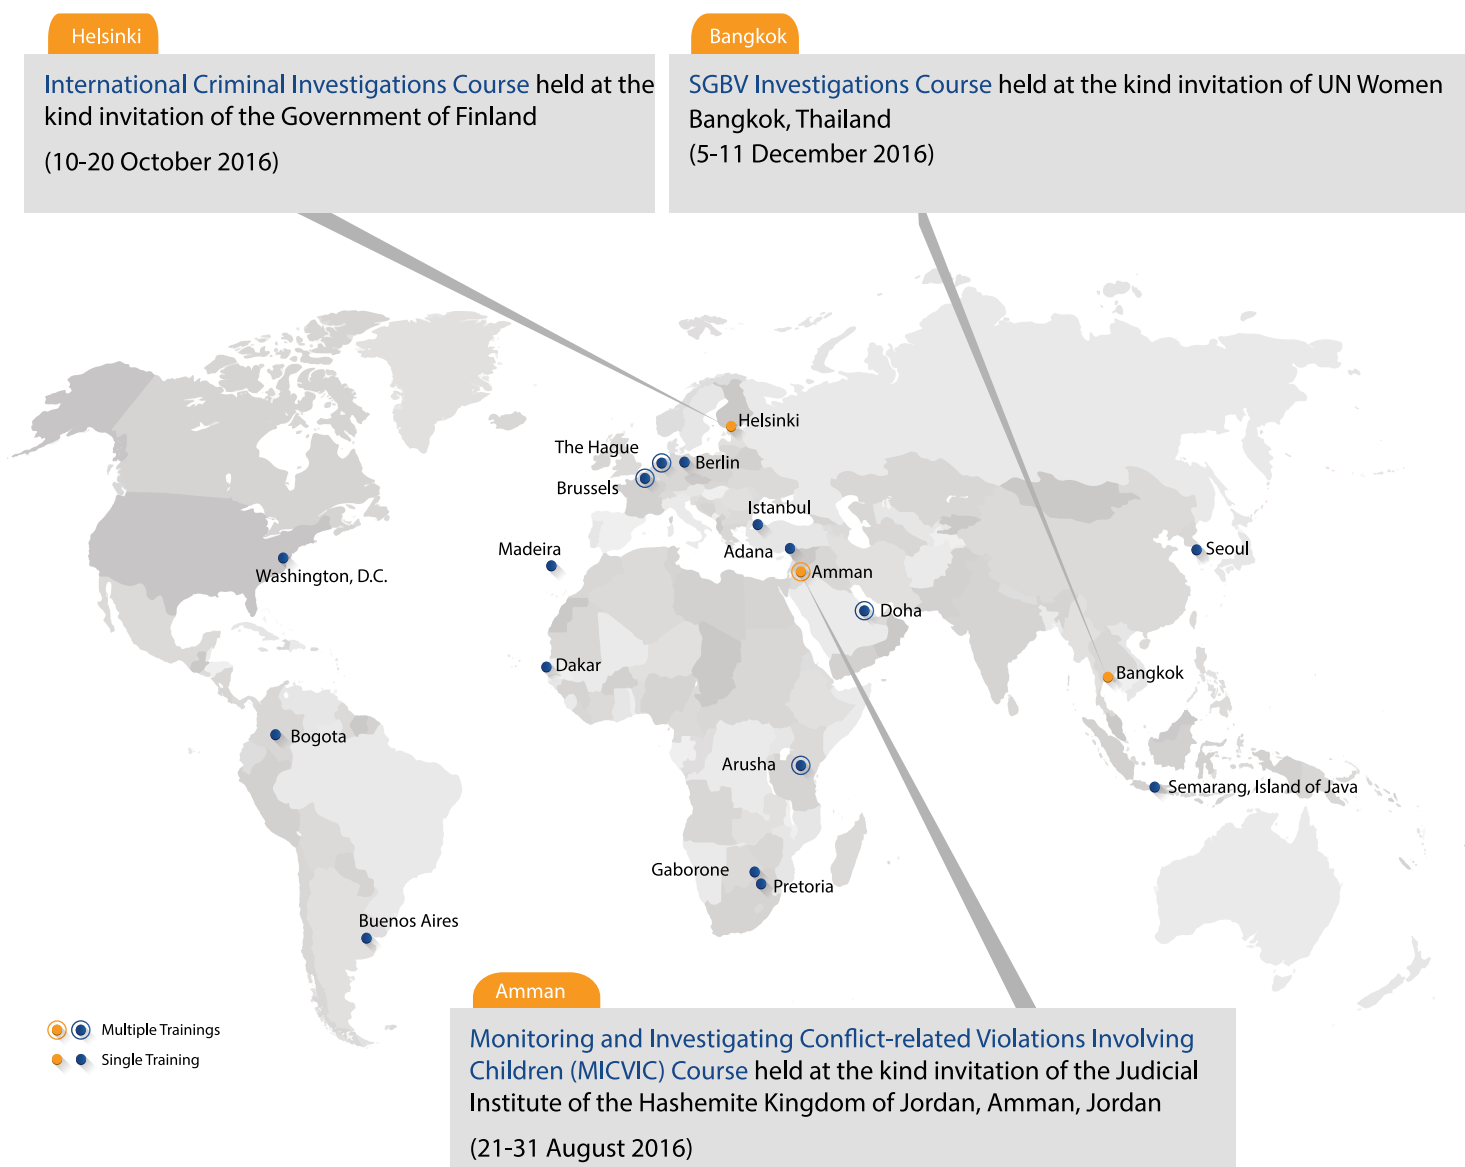 Helsinki
International Criminal Investigations Course held at the
kind invitation of the Government of Finland
(10-20 October 2016)
Bangkok
SGBV Investigations Course held at the kind invitation of UN Women
Bangkok, Thailand
(5-11 December 2016)
Helsinki
The Hague
Berlin
Brussels
Istanbul
Madeira
Adana
Seoul
Washington, D.C.
Amman
Doha
Dakar
Bangkok
Bogota
Arusha
Semarang, Island of Java
Gaborone
Pretoria
Buenos Aires
Multiple Trainings
Single Training
Amman
Monitoring and Investigating Conflict-related Violations Involving
Children (MICVIC) Course held at the kind invitation of the Judicial
Institute of the Hashemite Kingdom of Jordan, Amman, Jordan
(21-31 August 2016)